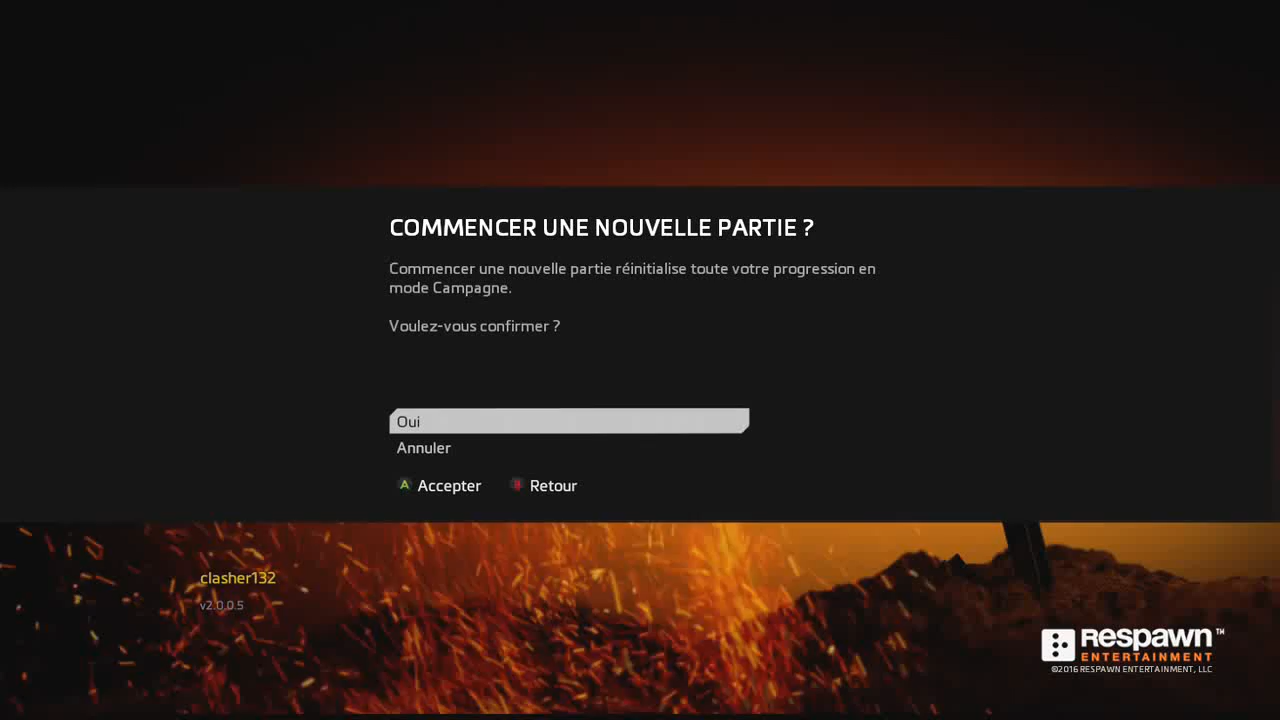 COMMENCER UNE NOUVELLE PARTIE ?
Commencer une nouvelle partie réinitialise toute votre progression en
mode Campagne.
Voulez-vous confirmer ?
Oui
Annuler
A Accepter B Retour
clasher132
v2.0.0.5
Respawn™
ENTERTAINMENT
©2016 RESPAWN ENTERTAINMENT, LLC